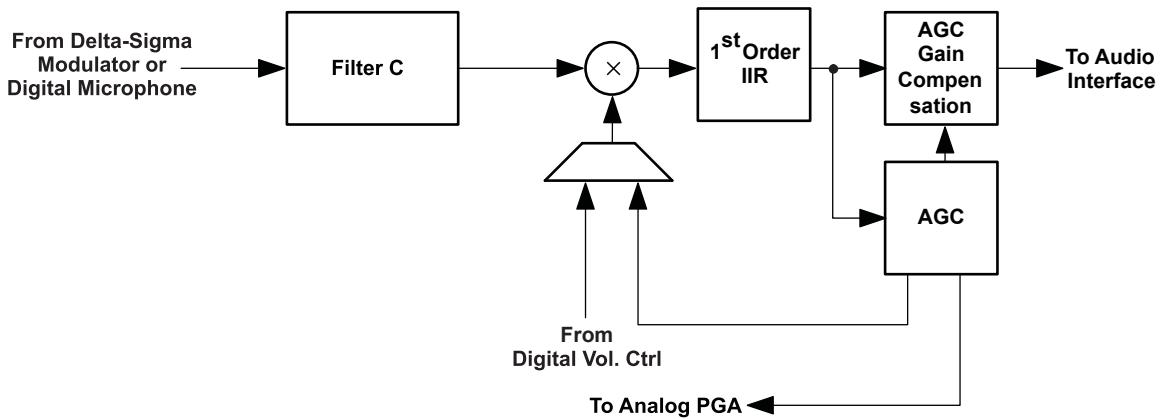 From Delta-Sigma
Modulator or
Digital Microphone
Filter C
×
1st Order
IIR
AGC
Gain
Compen
sation
To Audio
Interface
AGC
From
Digital Vol. Ctrl
To Analog PGA